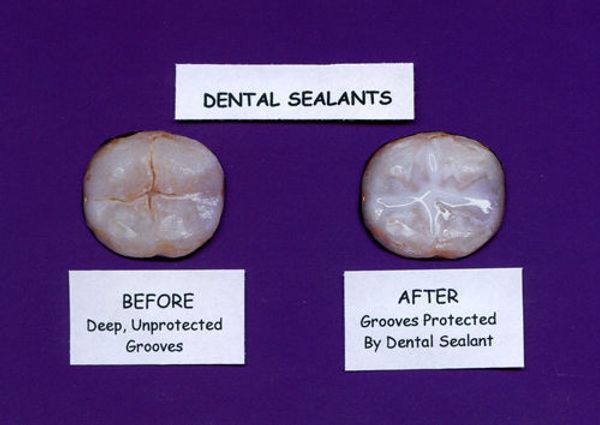 DENTAL SEALANTS
BEFORE
Deep, Unprotected
Grooves
AFTER
Grooves Protected
By Dental Sealant